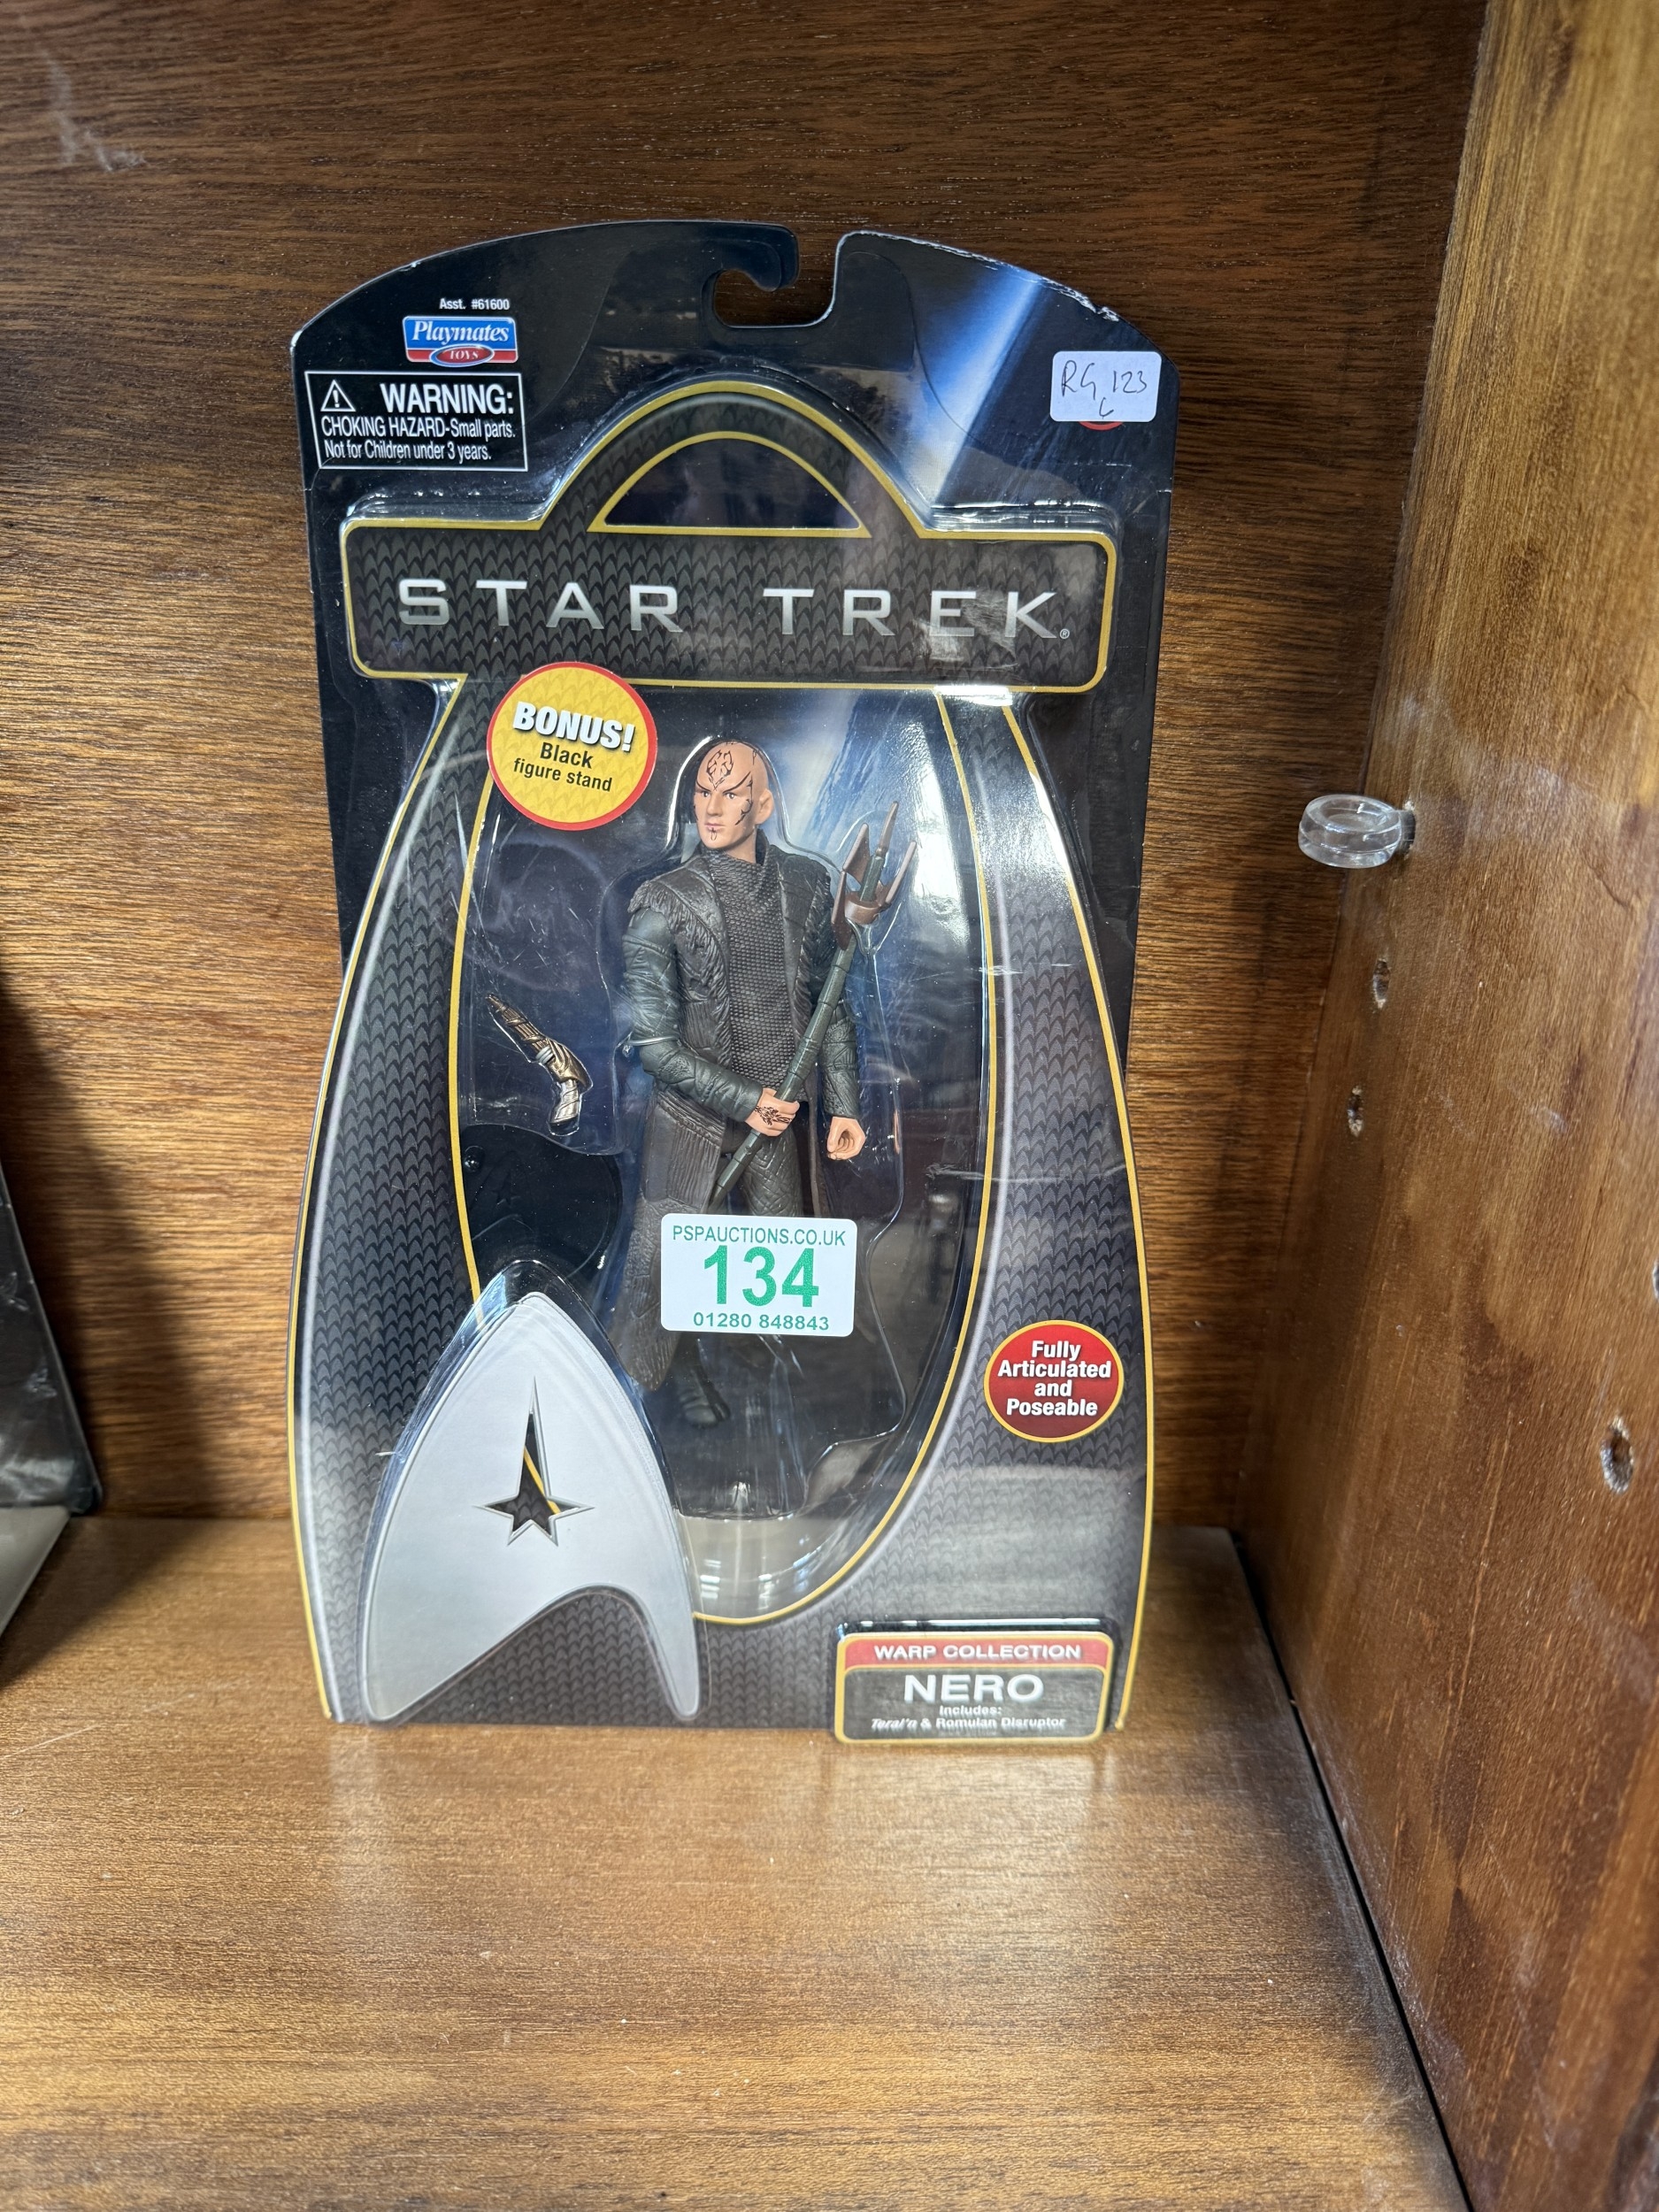 Asst. #61600
Playmates
TOYS
WARNING:
CHOKING HAZARD-Small parts.
Not for Children under 3 years.
RG 123
C
STAR TREK®
BONUS!
Black
figure stand
PSPAUCTIONS.CO.UK
134
01280 848843
Fully
Articulated
and
Poseable
WARP COLLECTION
NERO
Includes:
Teral'n & Romulan Disruptor